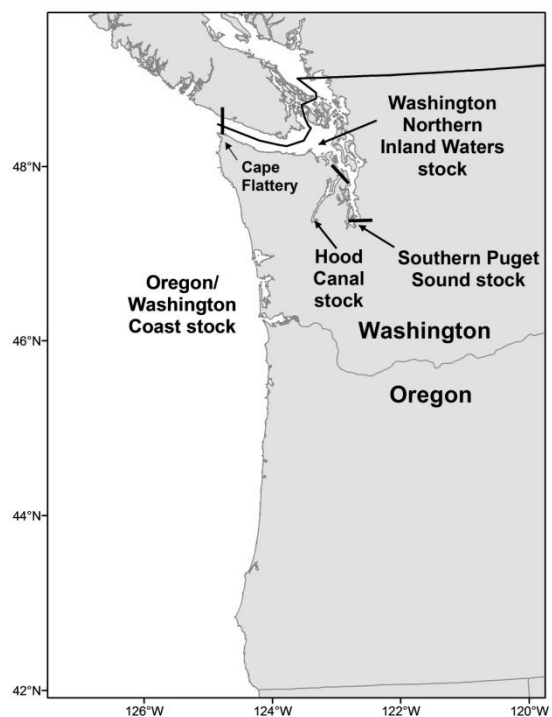 Washington
Northern
Inland Waters
stock
48°N
Cape
Flattery
Hood
Canal
stock
Southern Puget
Sound stock
Oregon/
Washington
Coast stock
Washington
46°N
Oregon
44°N
42°N
126°W
124°W
122°W
120°W